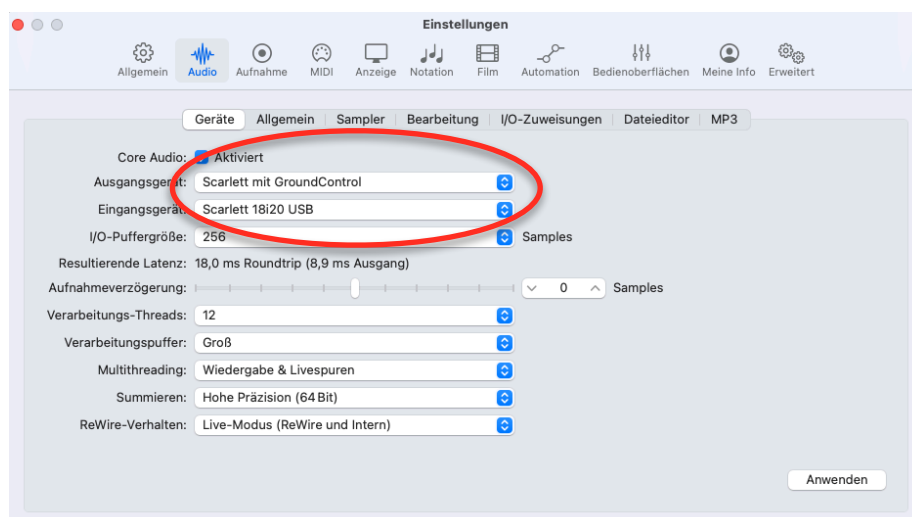 Einstellungen
Allgemein Audio Aufnahme MIDI Anzeige Notation Film Automation Bedienoberflächen Meine Info Erweitert
Geräte Allgemein Sampler Bearbeitung I/O-Zuweisungen Dateieditor MP3
Core Audio: Aktiviert
Ausgangsgerät: Scarlett mit GroundControl
Eingangsgerät: Scarlett 18i20 USB
I/O-Puffergröße: 256 Samples
Resultierende Latenz: 18,0 ms Roundtrip (8,9 ms Ausgang)
Aufnahmeverzögerung: 0 Samples
Verarbeitungs-Threads: 12
Verarbeitungspuffer: Groß
Multithreading: Wiedergabe & Livespuren
Summieren: Hohe Präzision (64 Bit)
ReWire-Verhalten: Live-Modus (ReWire und Intern)
Anwenden